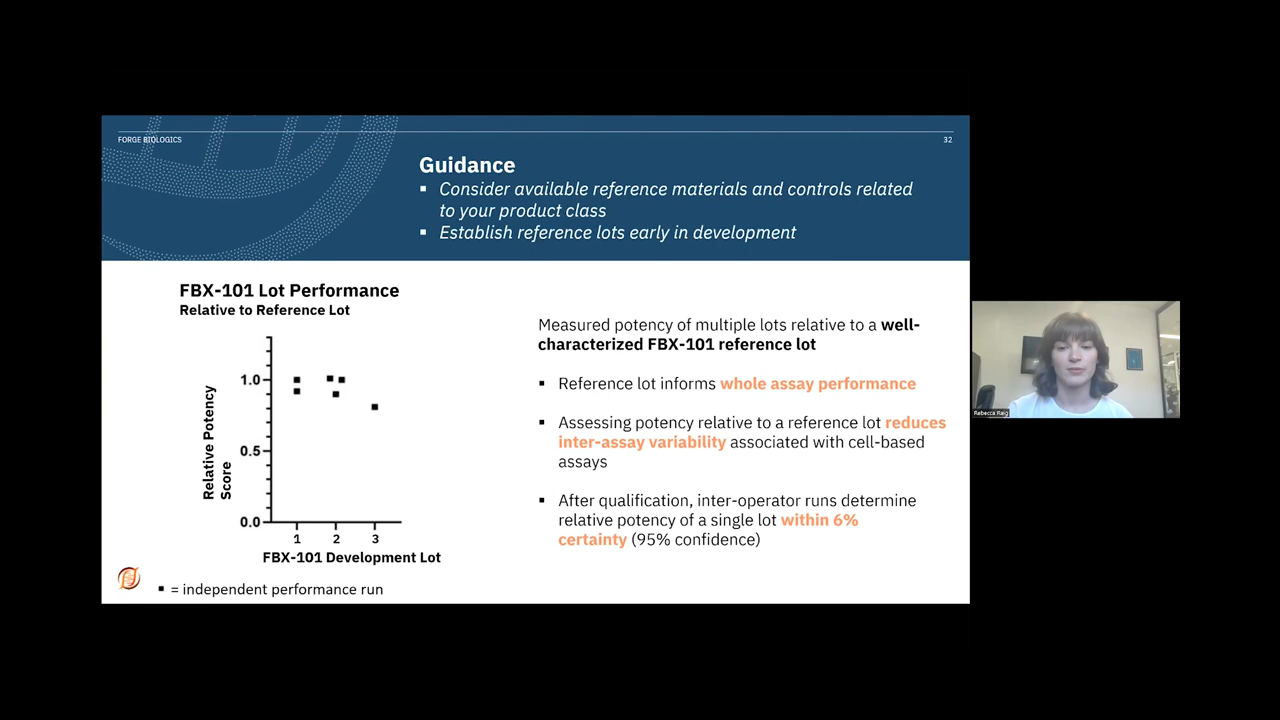 FORGE BIOLOGICS
32
Guidance
▪ Consider available reference materials and controls related
to your product class
▪ Establish reference lots early in development
FBX-101 Lot Performance
Relative to Reference Lot
Relative Potency
Score
1.0
0.5
0.0
1 2 3
FBX-101 Development Lot
▪ = independent performance run
Measured potency of multiple lots relative to a well-
characterized FBX-101 reference lot
▪ Reference lot informs whole assay performance
▪ Assessing potency relative to a reference lot reduces
inter-assay variability associated with cell-based
assays
▪ After qualification, inter-operator runs determine
relative potency of a single lot within 6%
certainty (95% confidence)
Rebecca Raig